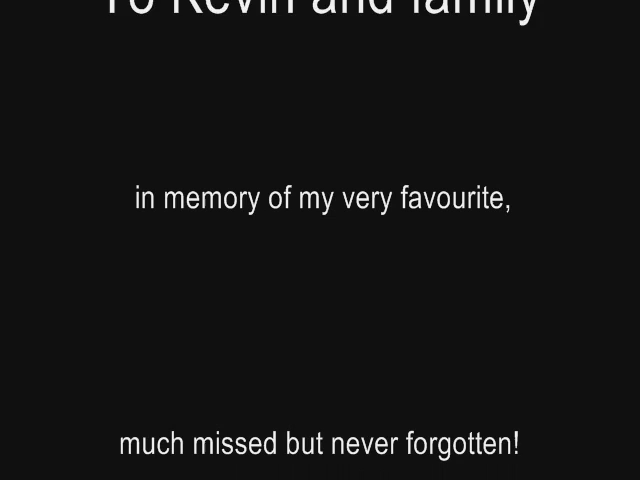 To Kevin and family
in memory of my very favourite,
much missed but never forgotten!